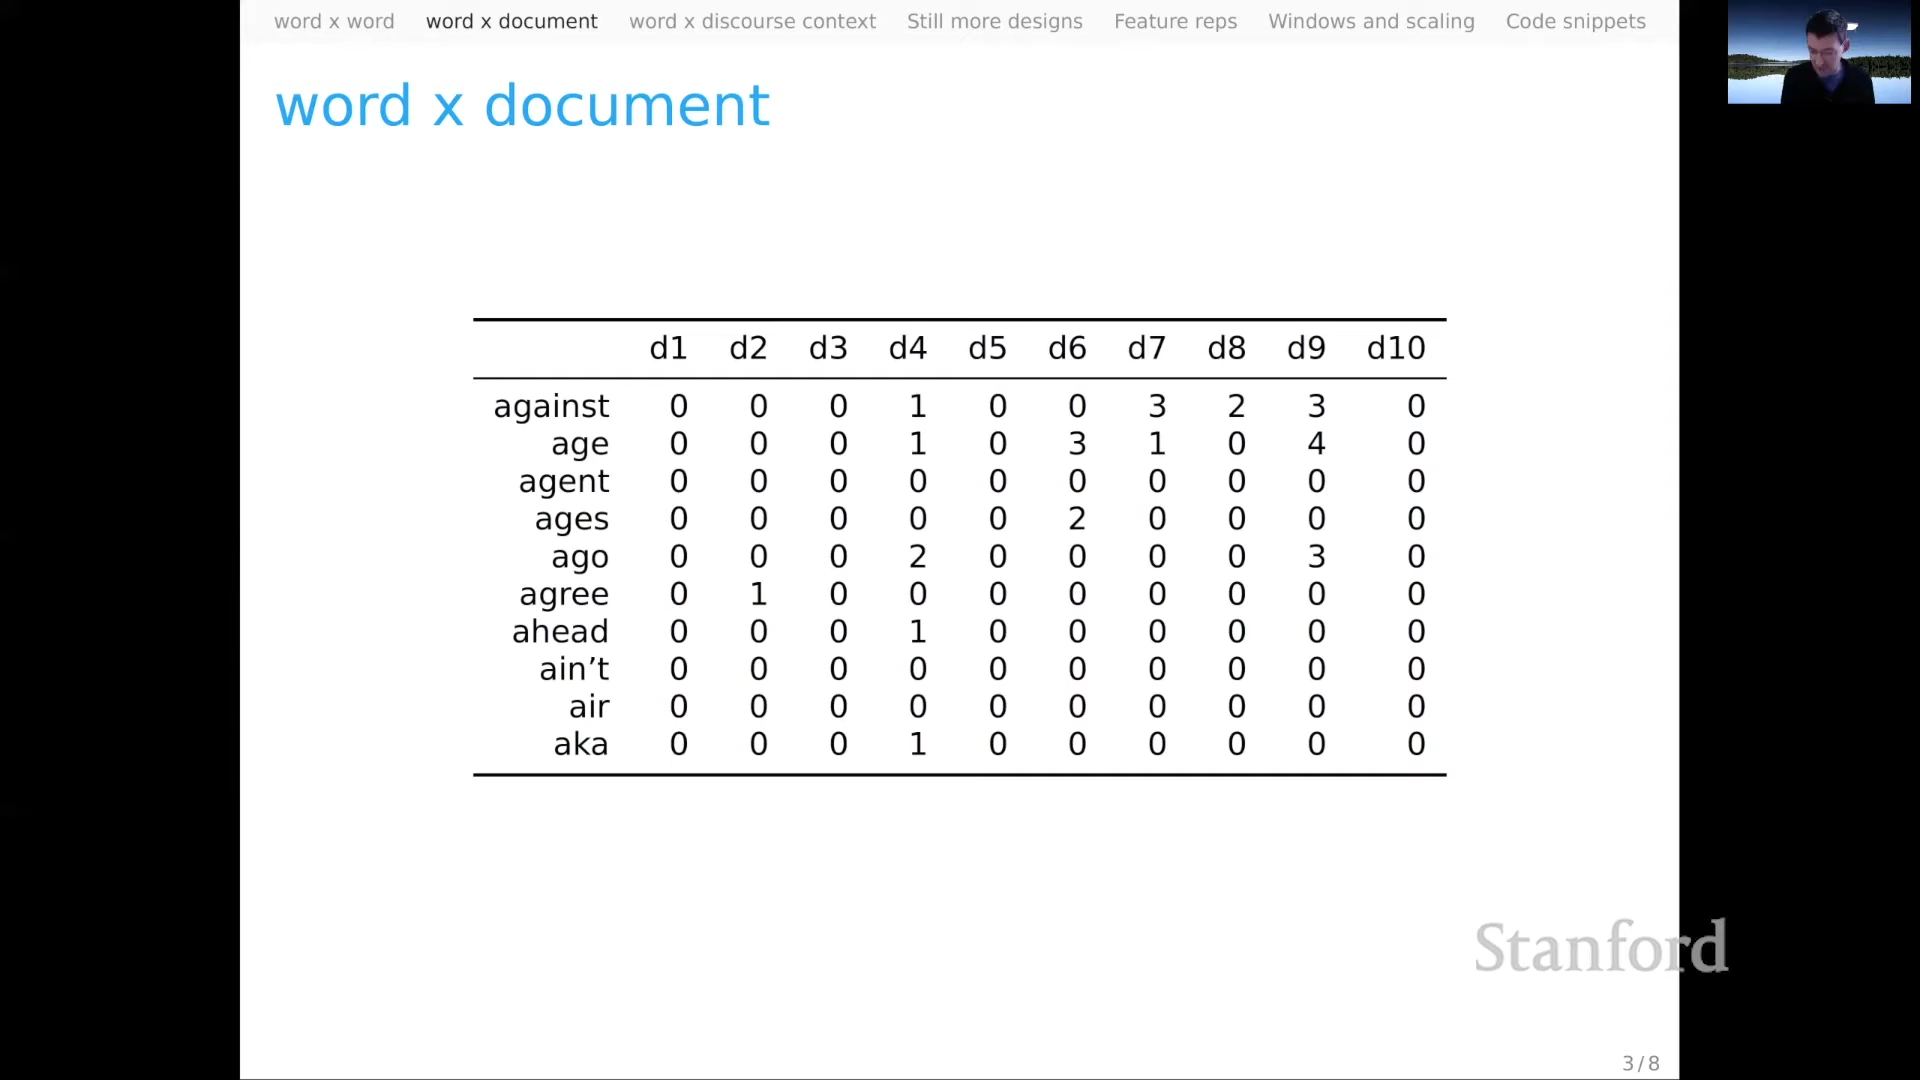 word x word word x document word x discourse context Still more designs Feature reps Windows and scaling Code snippets
word x document
d1 d2 d3 d4 d5 d6 d7 d8 d9 d10
against 0 0 0 1 0 0 3 2 3 0
age 0 0 0 1 0 3 1 0 4 0
agent 0 0 0 0 0 0 0 0 0 0
ages 0 0 0 0 0 2 0 0 0 0
ago 0 0 0 2 0 0 0 0 3 0
agree 0 1 0 0 0 0 0 0 0 0
ahead 0 0 0 1 0 0 0 0 0 0
ain’t 0 0 0 0 0 0 0 0 0 0
air 0 0 0 0 0 0 0 0 0 0
aka 0 0 0 1 0 0 0 0 0 0
Stanford
3/8